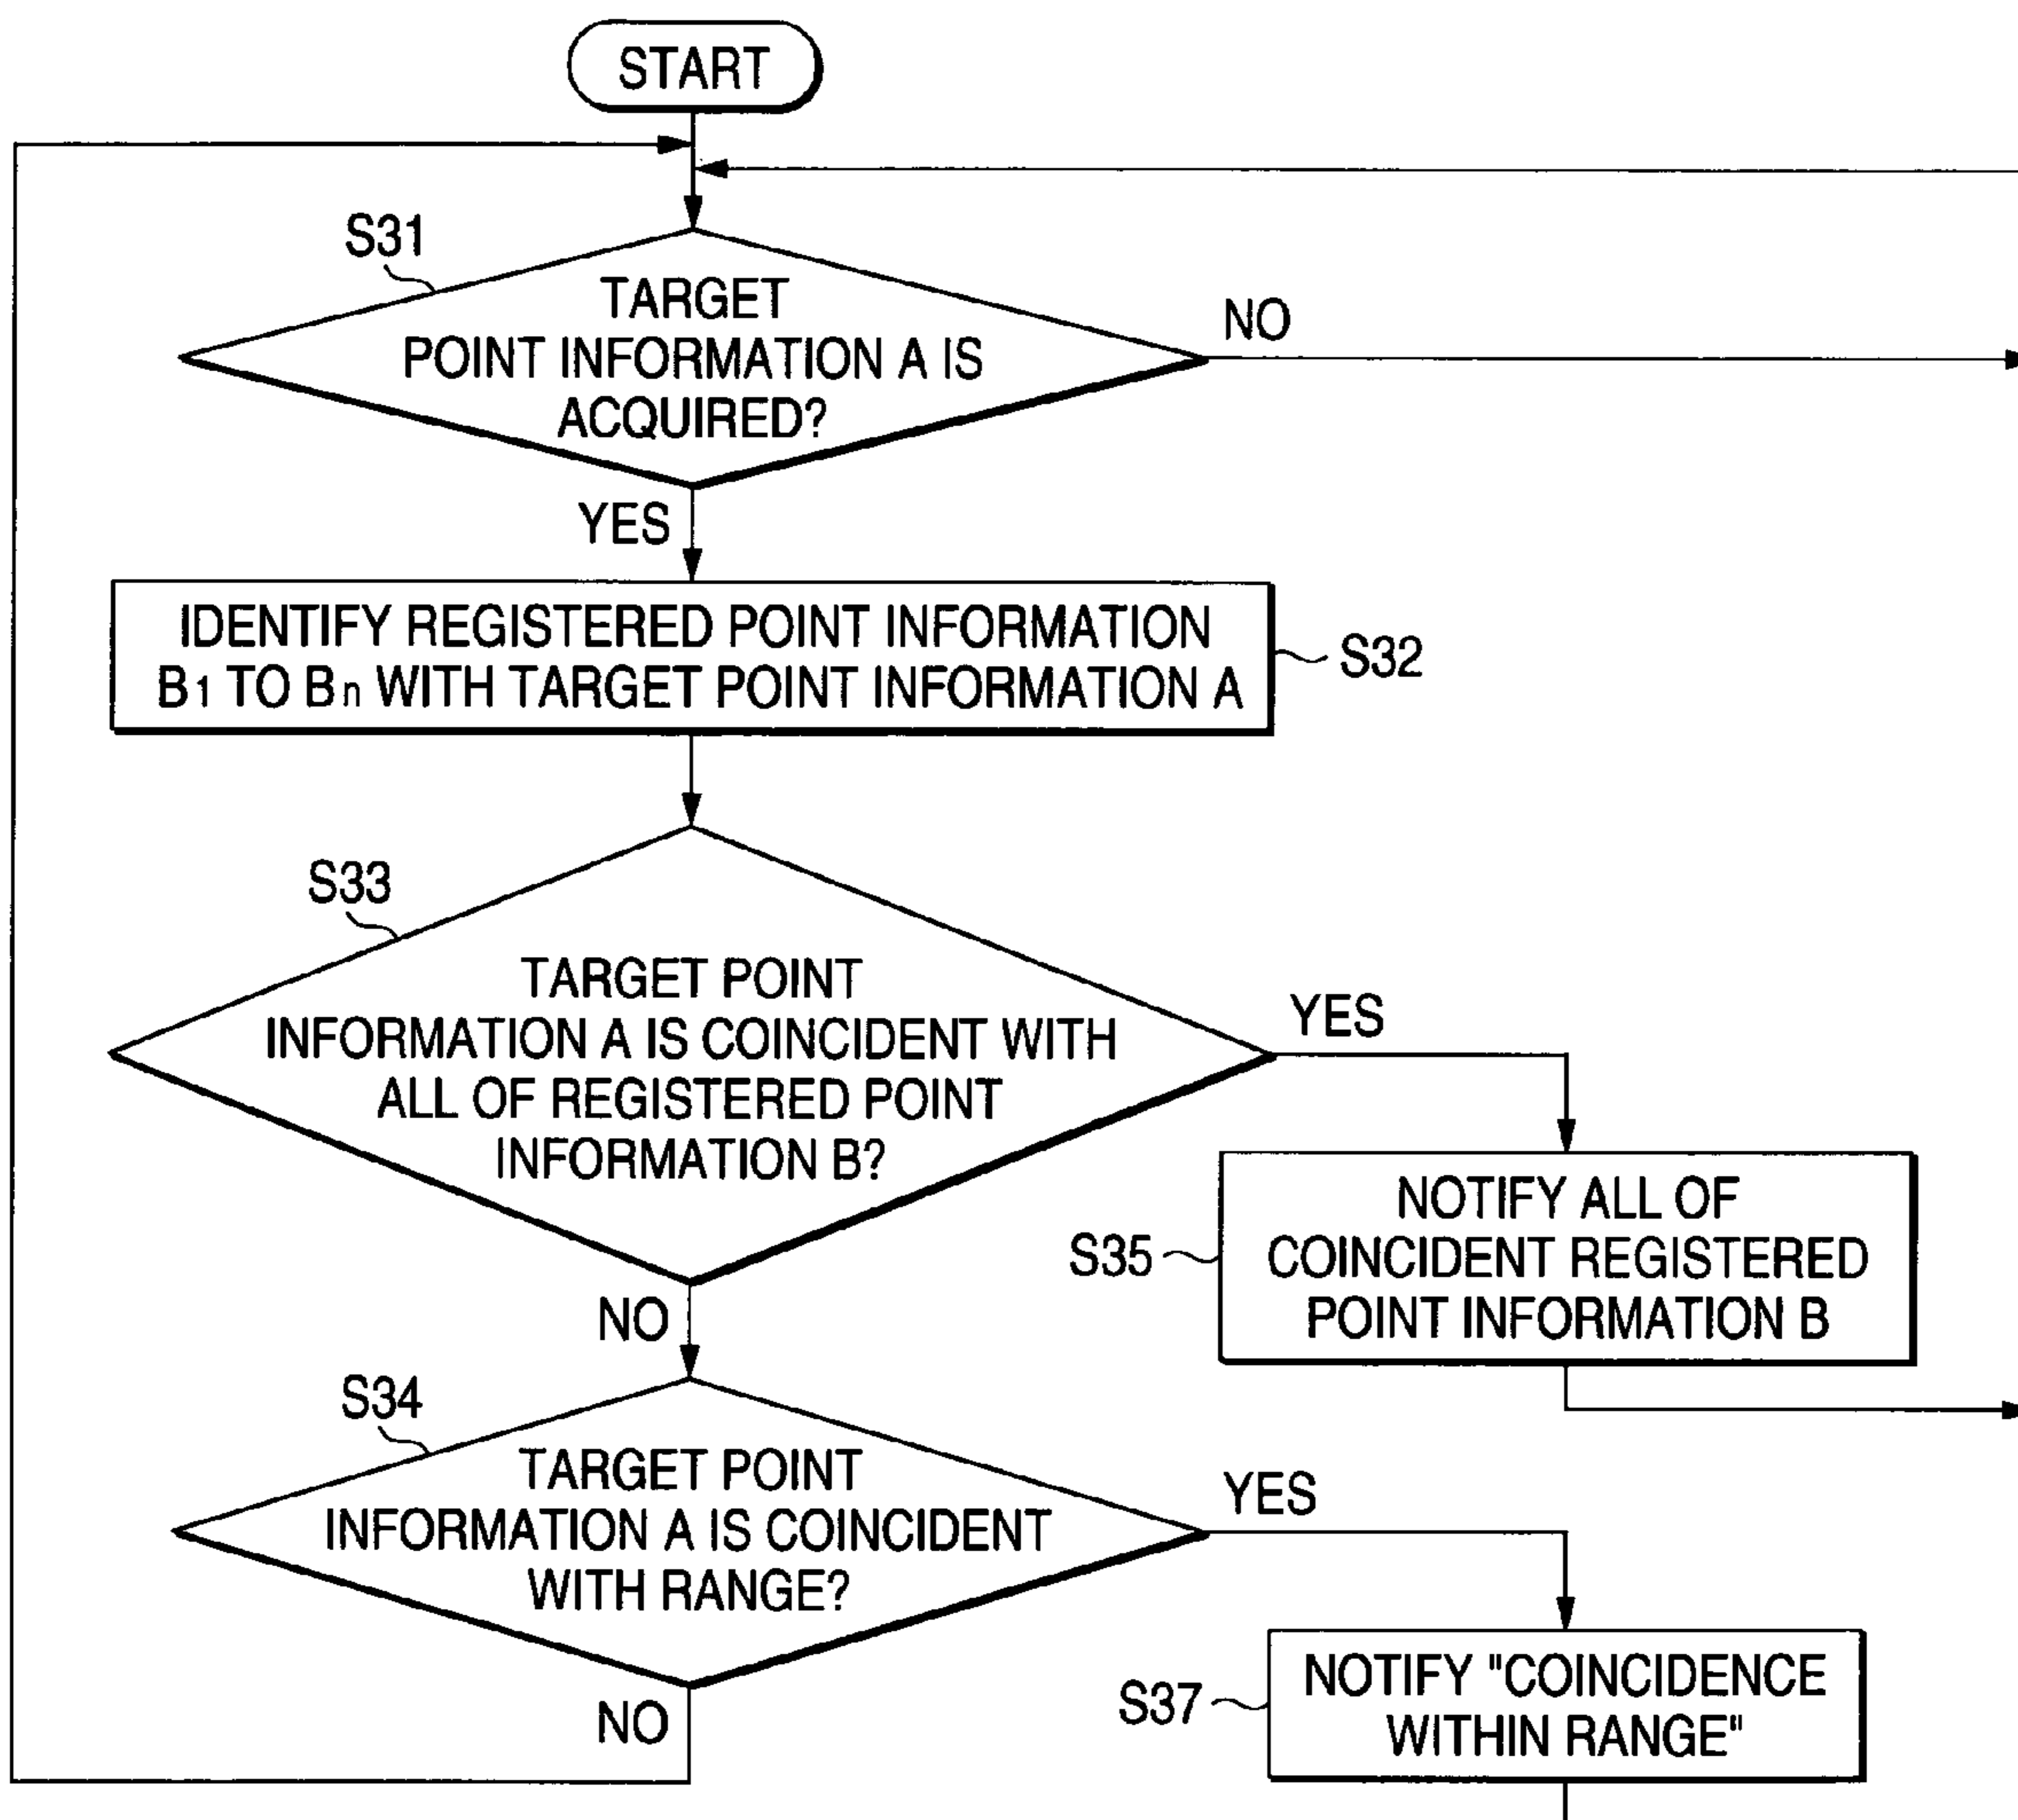 START
S31
TARGET
POINT INFORMATION A IS
ACQUIRED?
NO
YES
IDENTIFY REGISTERED POINT INFORMATION
B1 TO Bn WITH TARGET POINT INFORMATION A
S32
S33
TARGET POINT
INFORMATION A IS COINCIDENT WITH
ALL OF REGISTERED POINT
INFORMATION B?
YES
NO
S35
NOTIFY ALL OF
COINCIDENT REGISTERED
POINT INFORMATION B
S34
TARGET POINT
INFORMATION A IS COINCIDENT
WITH RANGE?
YES
NO
S37
NOTIFY "COINCIDENCE
WITHIN RANGE"